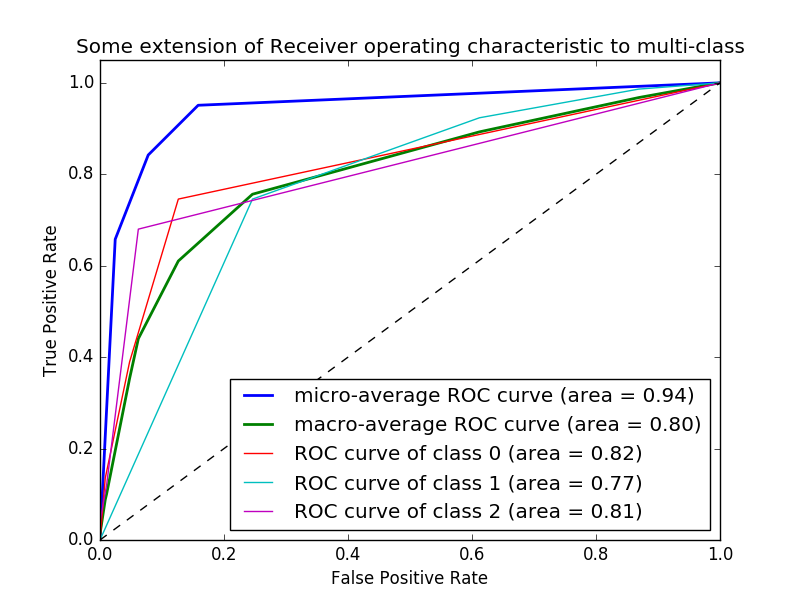 Some extension of Receiver operating characteristic to multi-class
1.0
0.8
0.6
0.4
0.2
0.0
True Positive Rate
micro-average ROC curve (area = 0.94)
macro-average ROC curve (area = 0.80)
ROC curve of class 0 (area = 0.82)
ROC curve of class 1 (area = 0.77)
ROC curve of class 2 (area = 0.81)
0.0 0.2 0.4 0.6 0.8 1.0
False Positive Rate